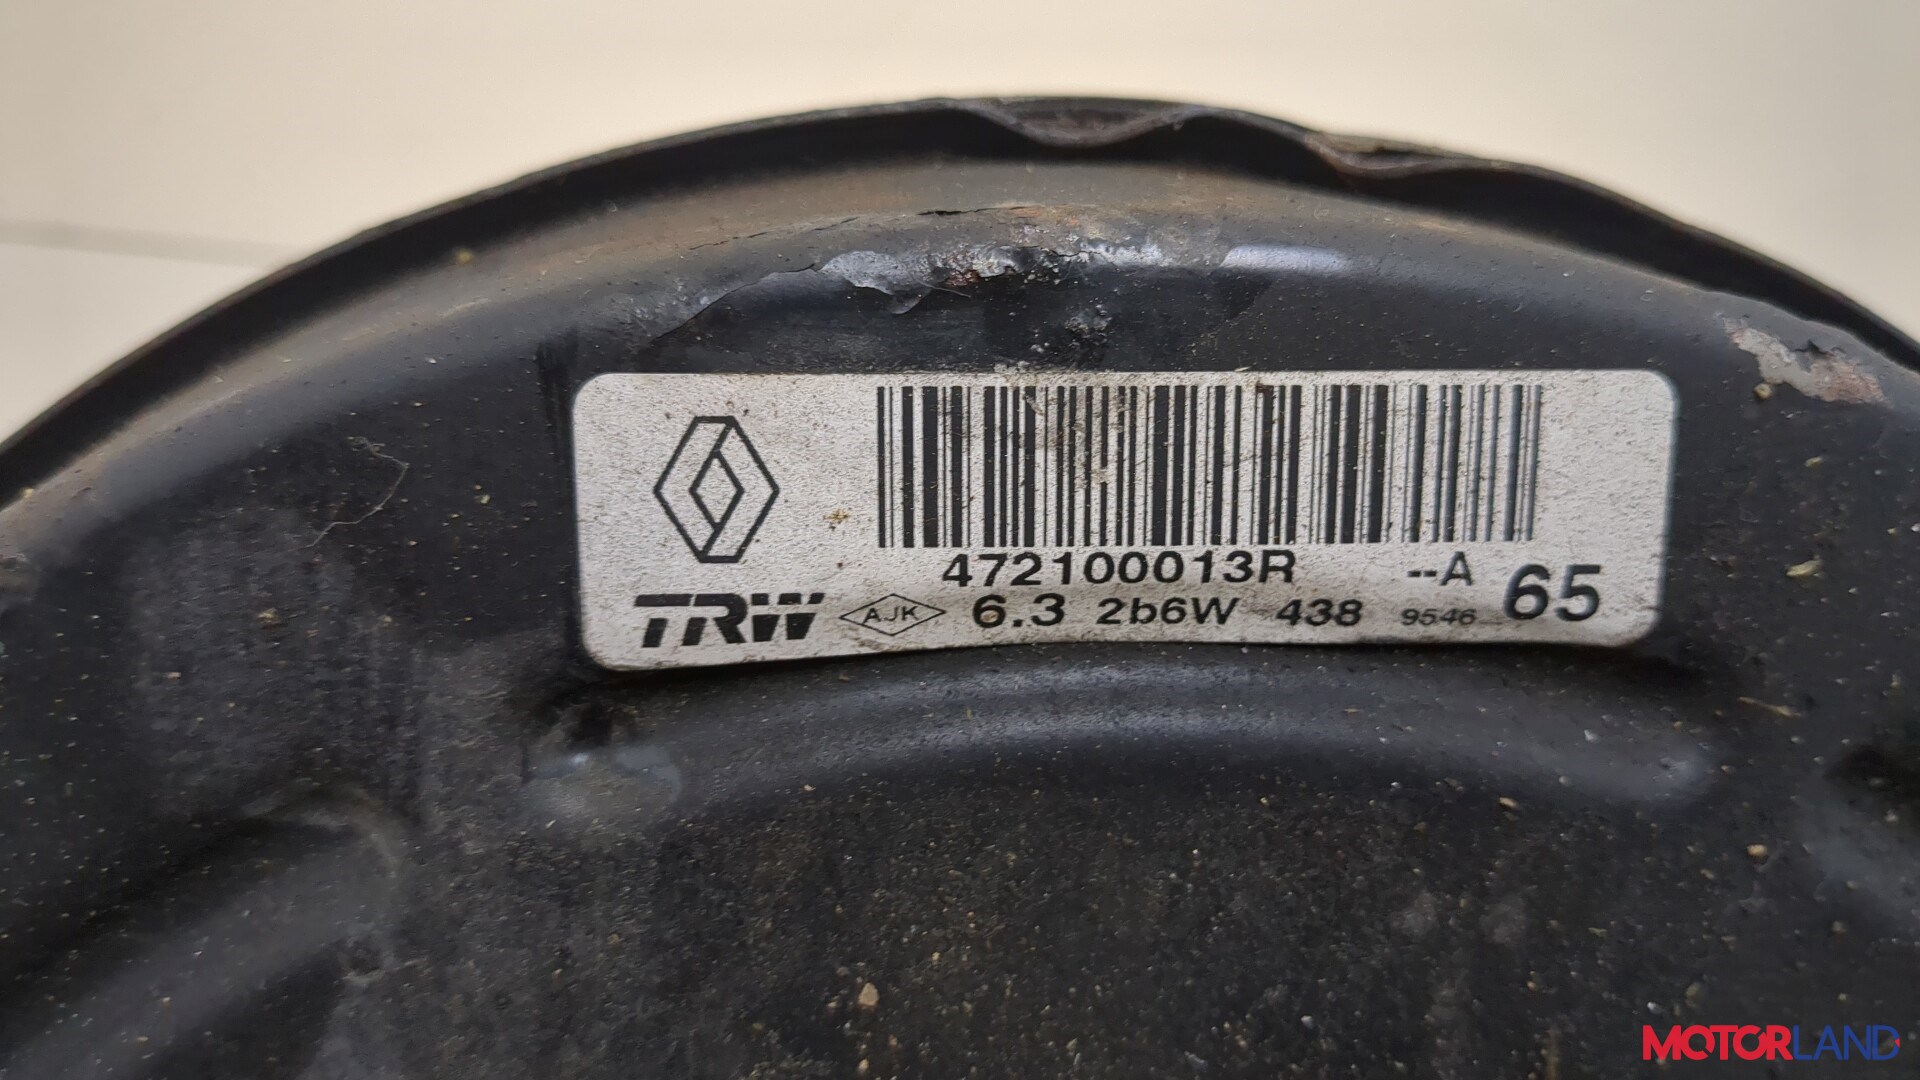 472100013R --A
TRW AJK 6.3 2b6W 438 9546 65
MOTORLAND